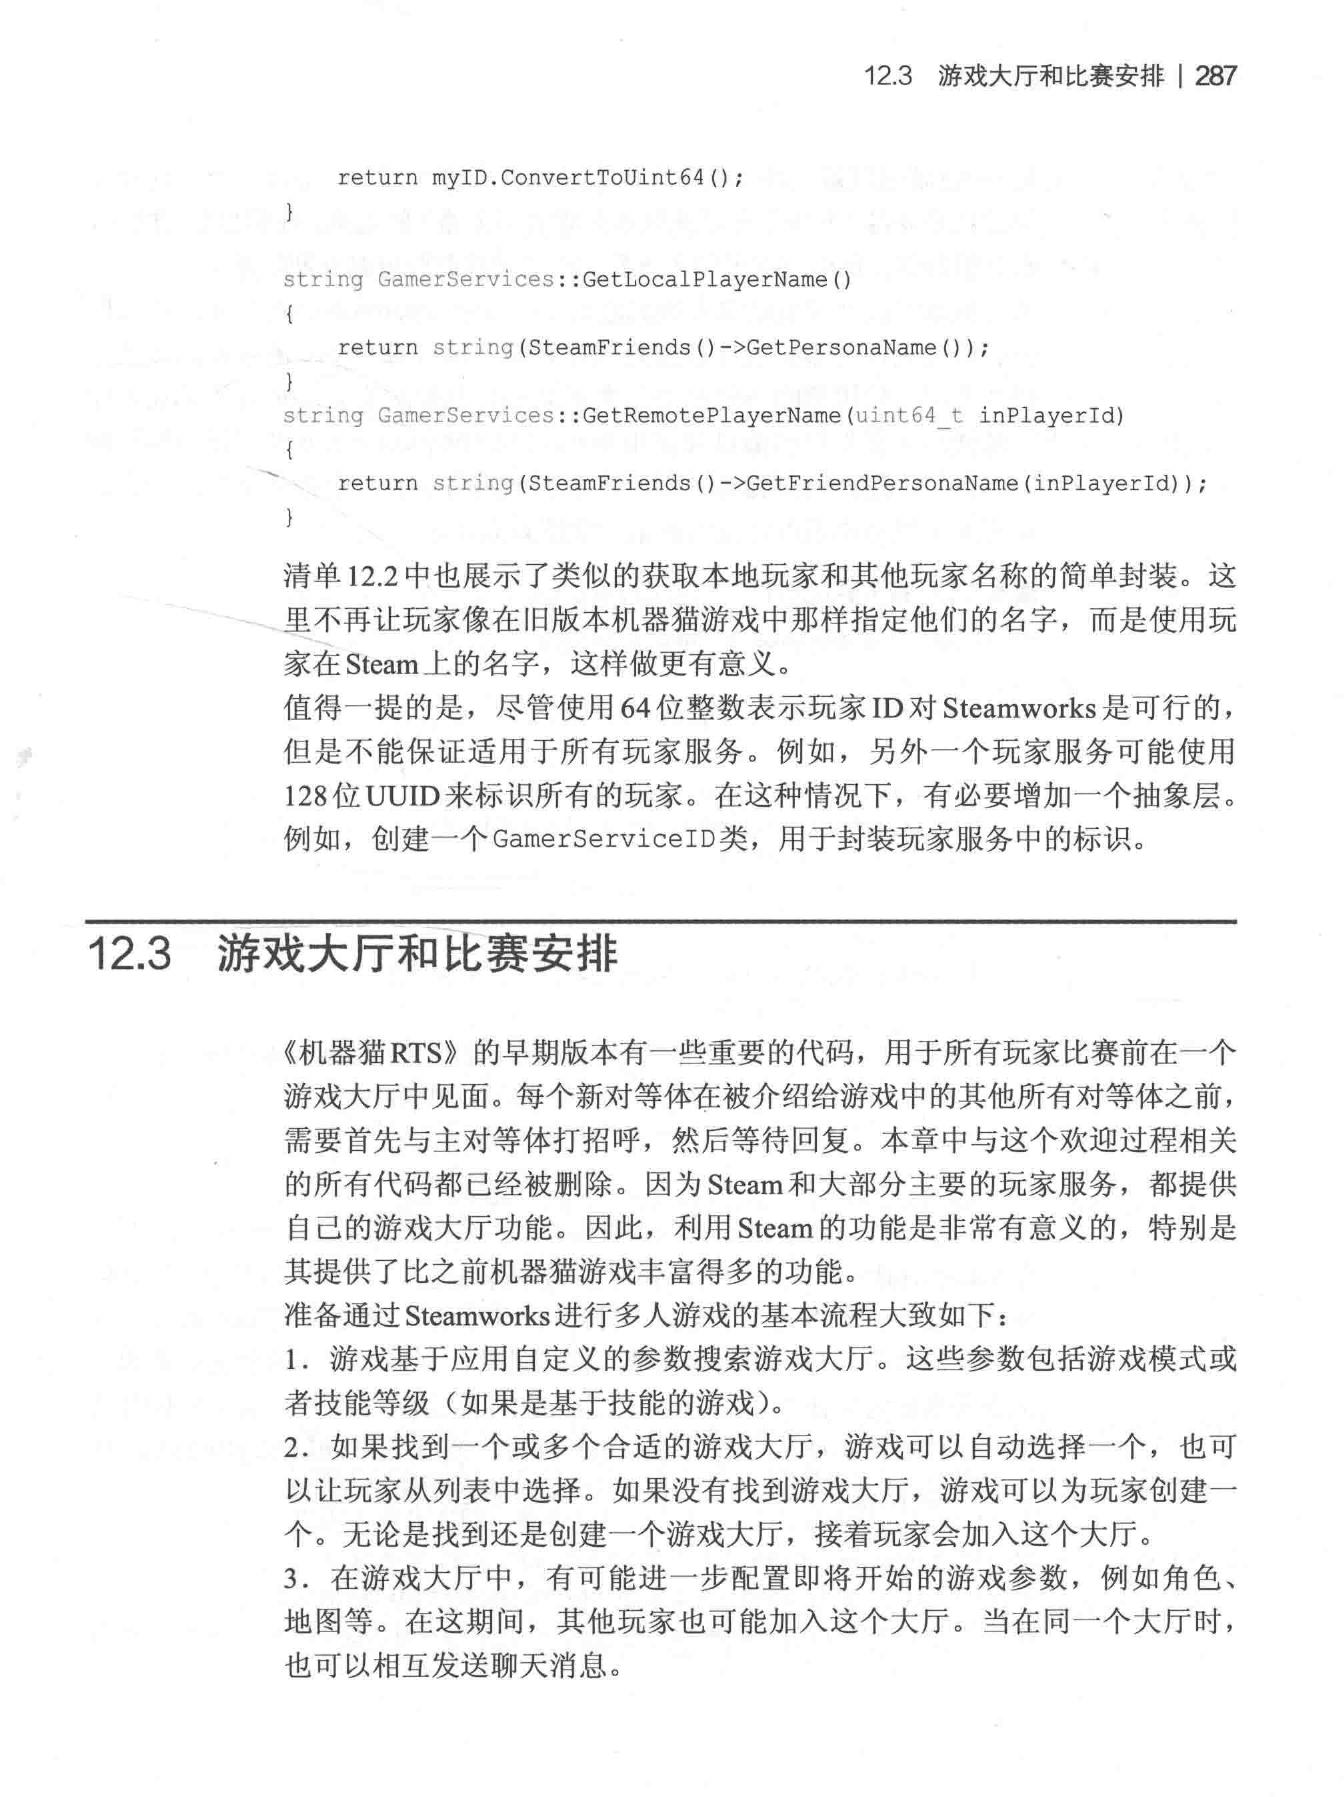 12.3 游戏大厅和比赛安排 | 287
return myID.ConvertToUint64();
}
string GamerServices::GetLocalPlayerName()
{
return string(SteamFriends()->GetPersonaName());
}
string GamerServices::GetRemotePlayerName(uint64_t inPlayerId)
{
return string(SteamFriends()->GetFriendPersonaName(inPlayerId));
}
清单12.2中也展示了类似的获取本地玩家和其他玩家名称的简单封装。这
里不再让玩家像在旧版本机器猫游戏中那样指定他们的名字，而是使用玩
家在Steam上的名字，这样做更有意义。
值得一提的是，尽管使用64位整数表示玩家ID对Steamworks是可行的，
但是不能保证适用于所有玩家服务。例如，另外一个玩家服务可能使用
128位UUID来标识所有的玩家。在这种情况下，有必要增加一个抽象层。
例如，创建一个GamerServiceID类，用于封装玩家服务中的标识。
12.3 游戏大厅和比赛安排
《机器猫RTS》的早期版本有一些重要的代码，用于所有玩家比赛前在一个
游戏大厅中见面。每个新对等体在被介绍给游戏中的其他所有对等体之前，
需要首先与主对等体打招呼，然后等待回复。本章中与这个欢迎过程相关
的所有代码都已经被删除。因为Steam和大部分主要的玩家服务，都提供
自己的游戏大厅功能。因此，利用Steam的功能是非常有意义的，特别是
其提供了比之前机器猫游戏丰富得多的功能。
准备通过Steamworks进行多人游戏的基本流程大致如下：
1．游戏基于应用自定义的参数搜索游戏大厅。这些参数包括游戏模式或
者技能等级（如果是基于技能的游戏）。
2．如果找到一个或多个合适的游戏大厅，游戏可以自动选择一个，也可
以让玩家从列表中选择。如果没有找到游戏大厅，游戏可以为玩家创建一
个。无论是找到还是创建一个游戏大厅，接着玩家会加入这个大厅。
3．在游戏大厅中，有可能进一步配置即将开始的游戏参数，例如角色、
地图等。在这期间，其他玩家也可能加入这个大厅。当在同一个大厅时，
也可以相互发送聊天消息。